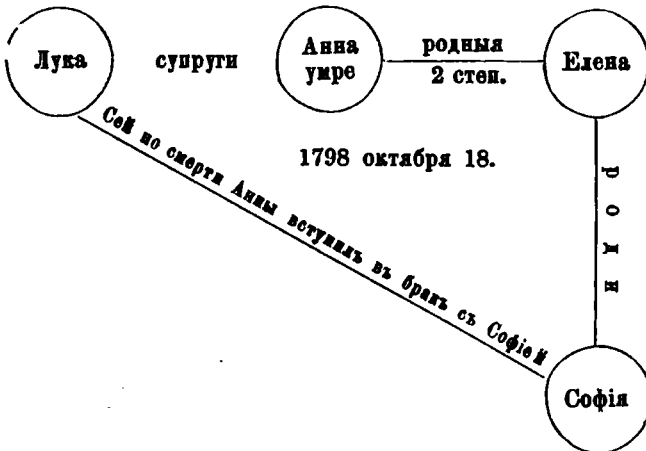 Лука
супруги
Анна
умре
родныя
2 степ.
Елена
1798 октября 18.
Сей по смерти Анны вступилъ въ бракъ съ Софіей
родн
Софія